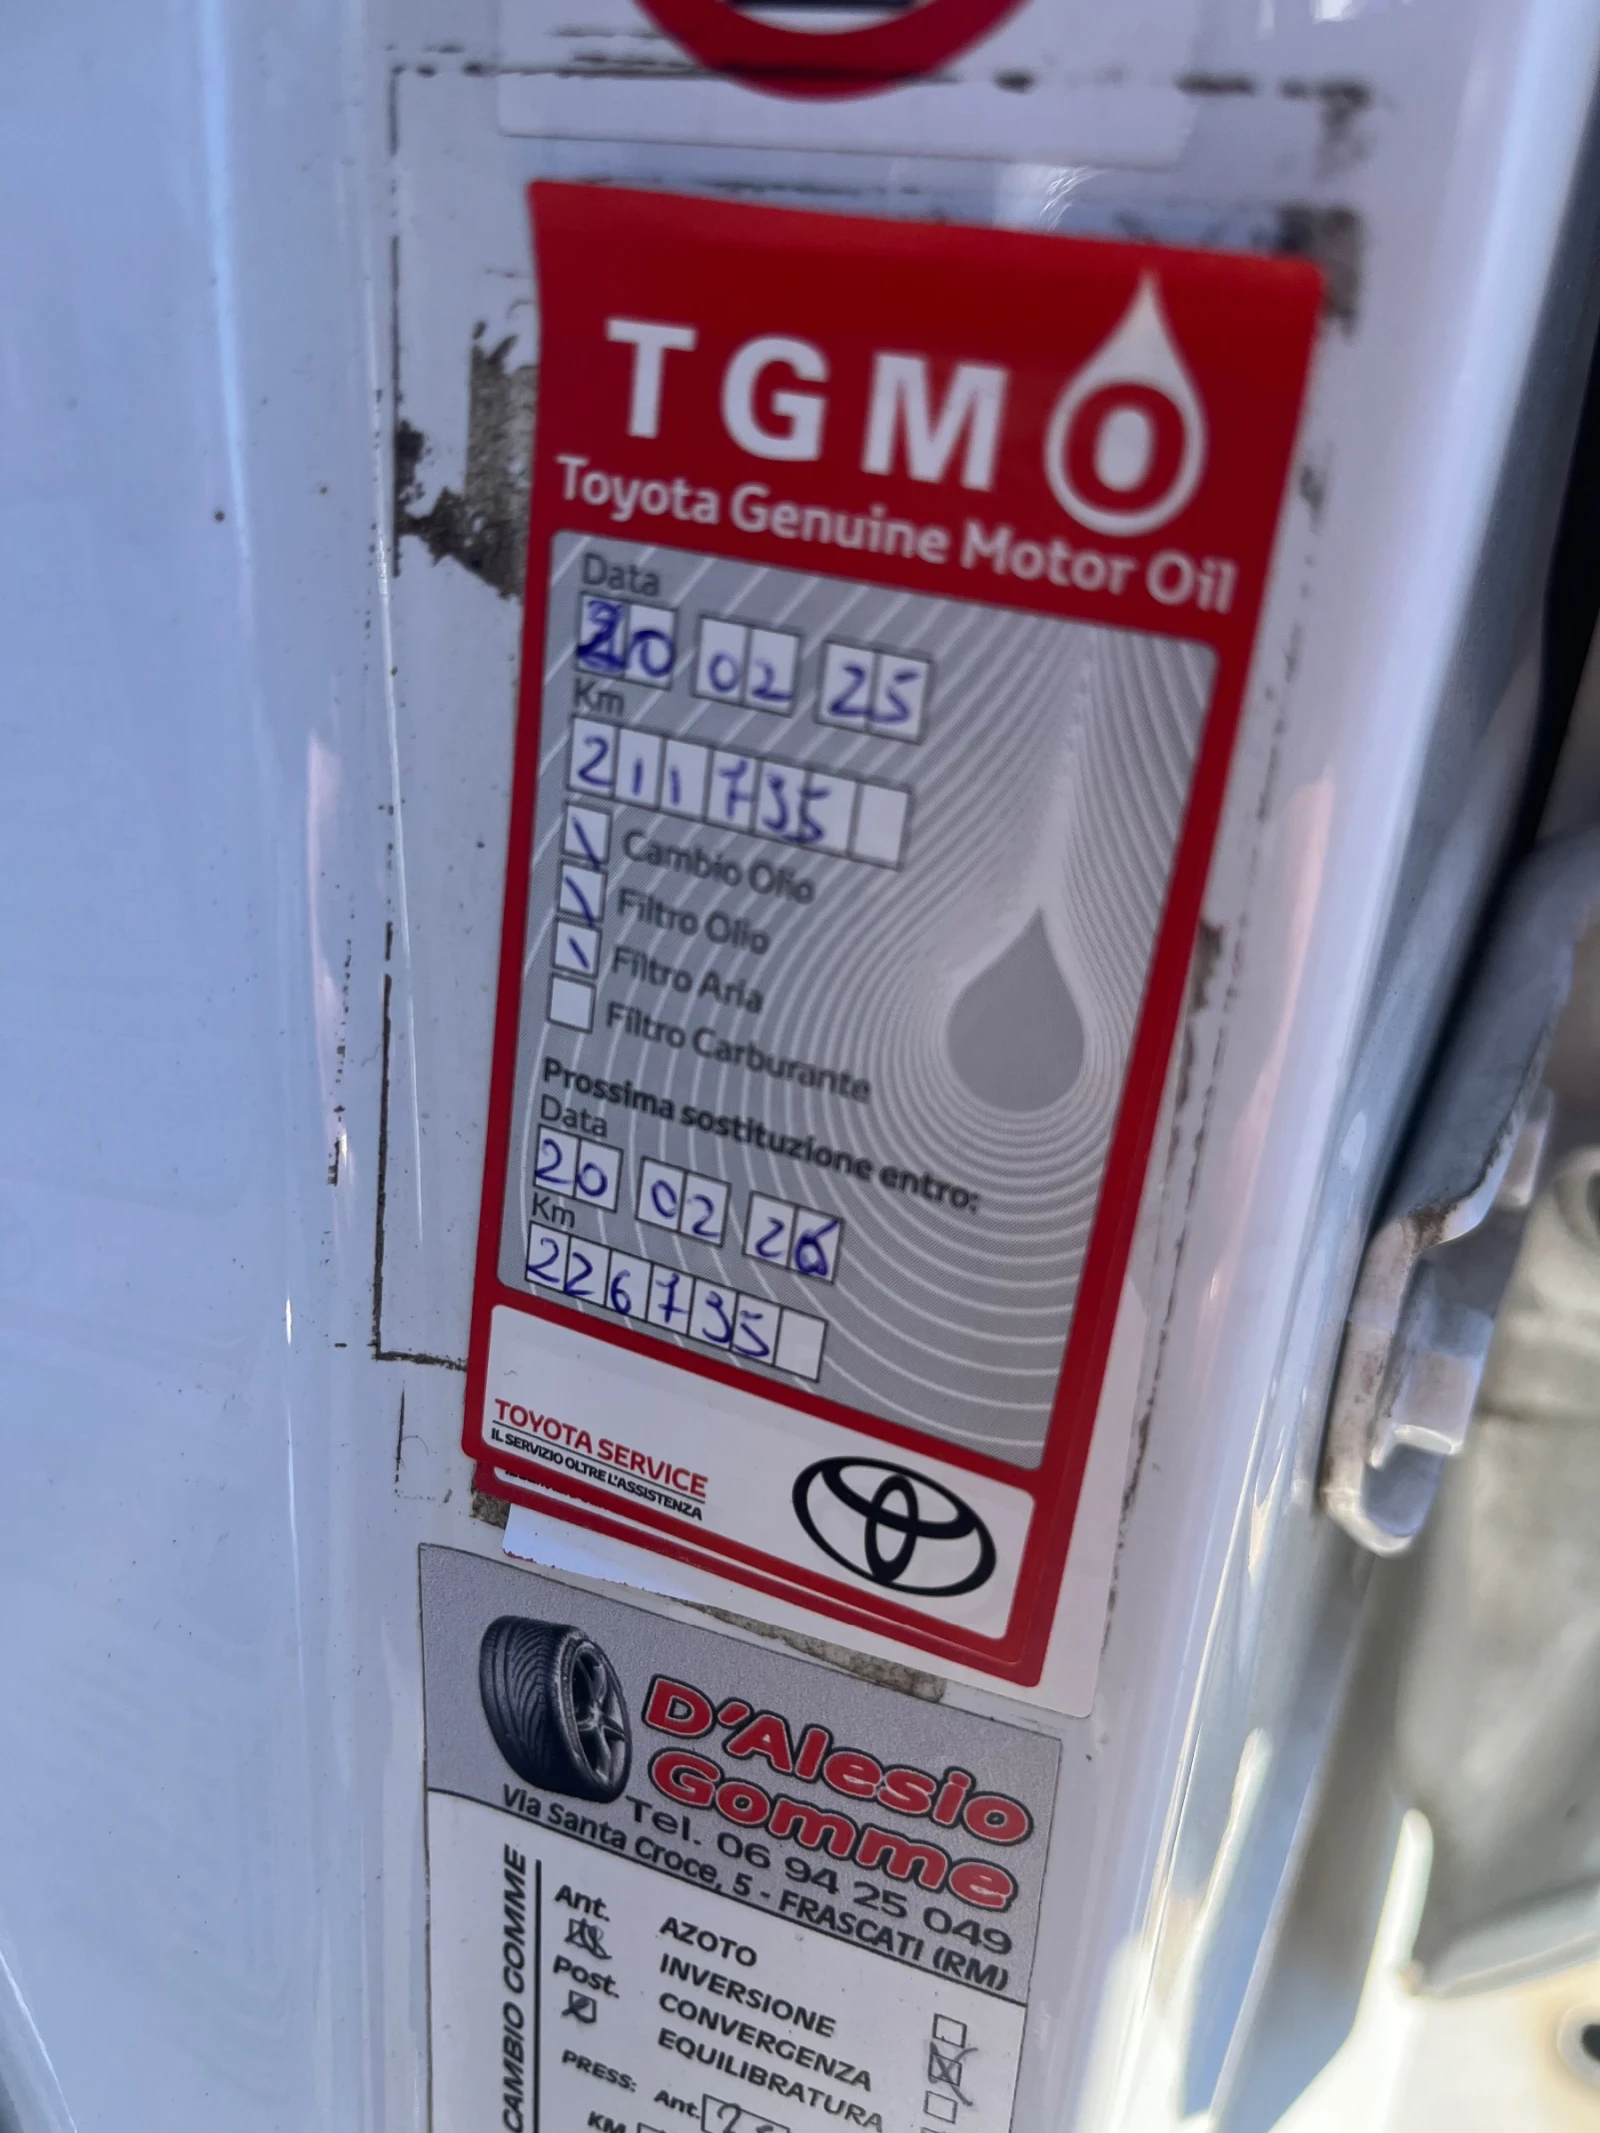 TGMO
Toyota Genuine Motor Oil
Data
20 02 25
Km
211735
Cambio Olio
Filtro Olio
Filtro Aria
Filtro Carburante
Prossima sostituzione entro:
Data
20 02 26
Km
226735
TOYOTA SERVICE
IL SERVIZIO OLTRE L'ASSISTENZA
D'Alesio
Gomme
Tel. 06 94 25 049
Via Santa Croce, 5 - FRASCATI (RM)
CAMBIO GOMME
Ant.
Post.
AZOTO
INVERSIONE
CONVERGENZA
EQUILIBRATURA
PRESS: Ant.
KM